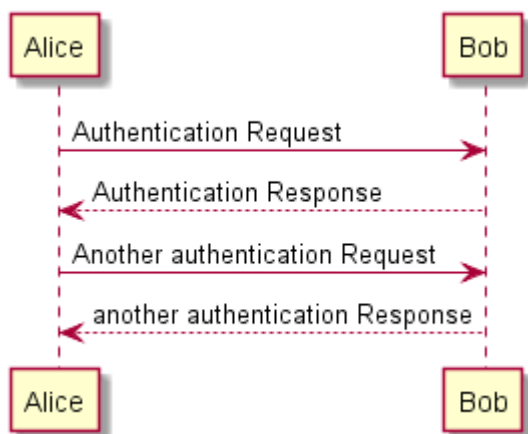 Alice
Bob
Authentication Request
Authentication Response
Another authentication Request
another authentication Response
Alice
Bob